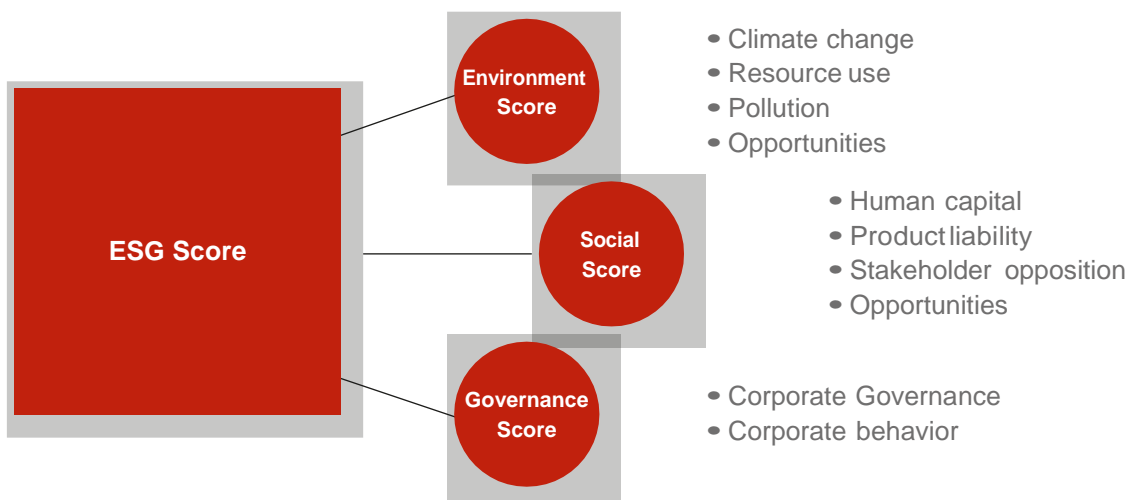 ESG Score
Environment
Score
• Climate change
• Resource use
• Pollution
• Opportunities
Social
Score
• Human capital
• Product liability
• Stakeholder opposition
• Opportunities
Governance
Score
• Corporate Governance
• Corporate behavior